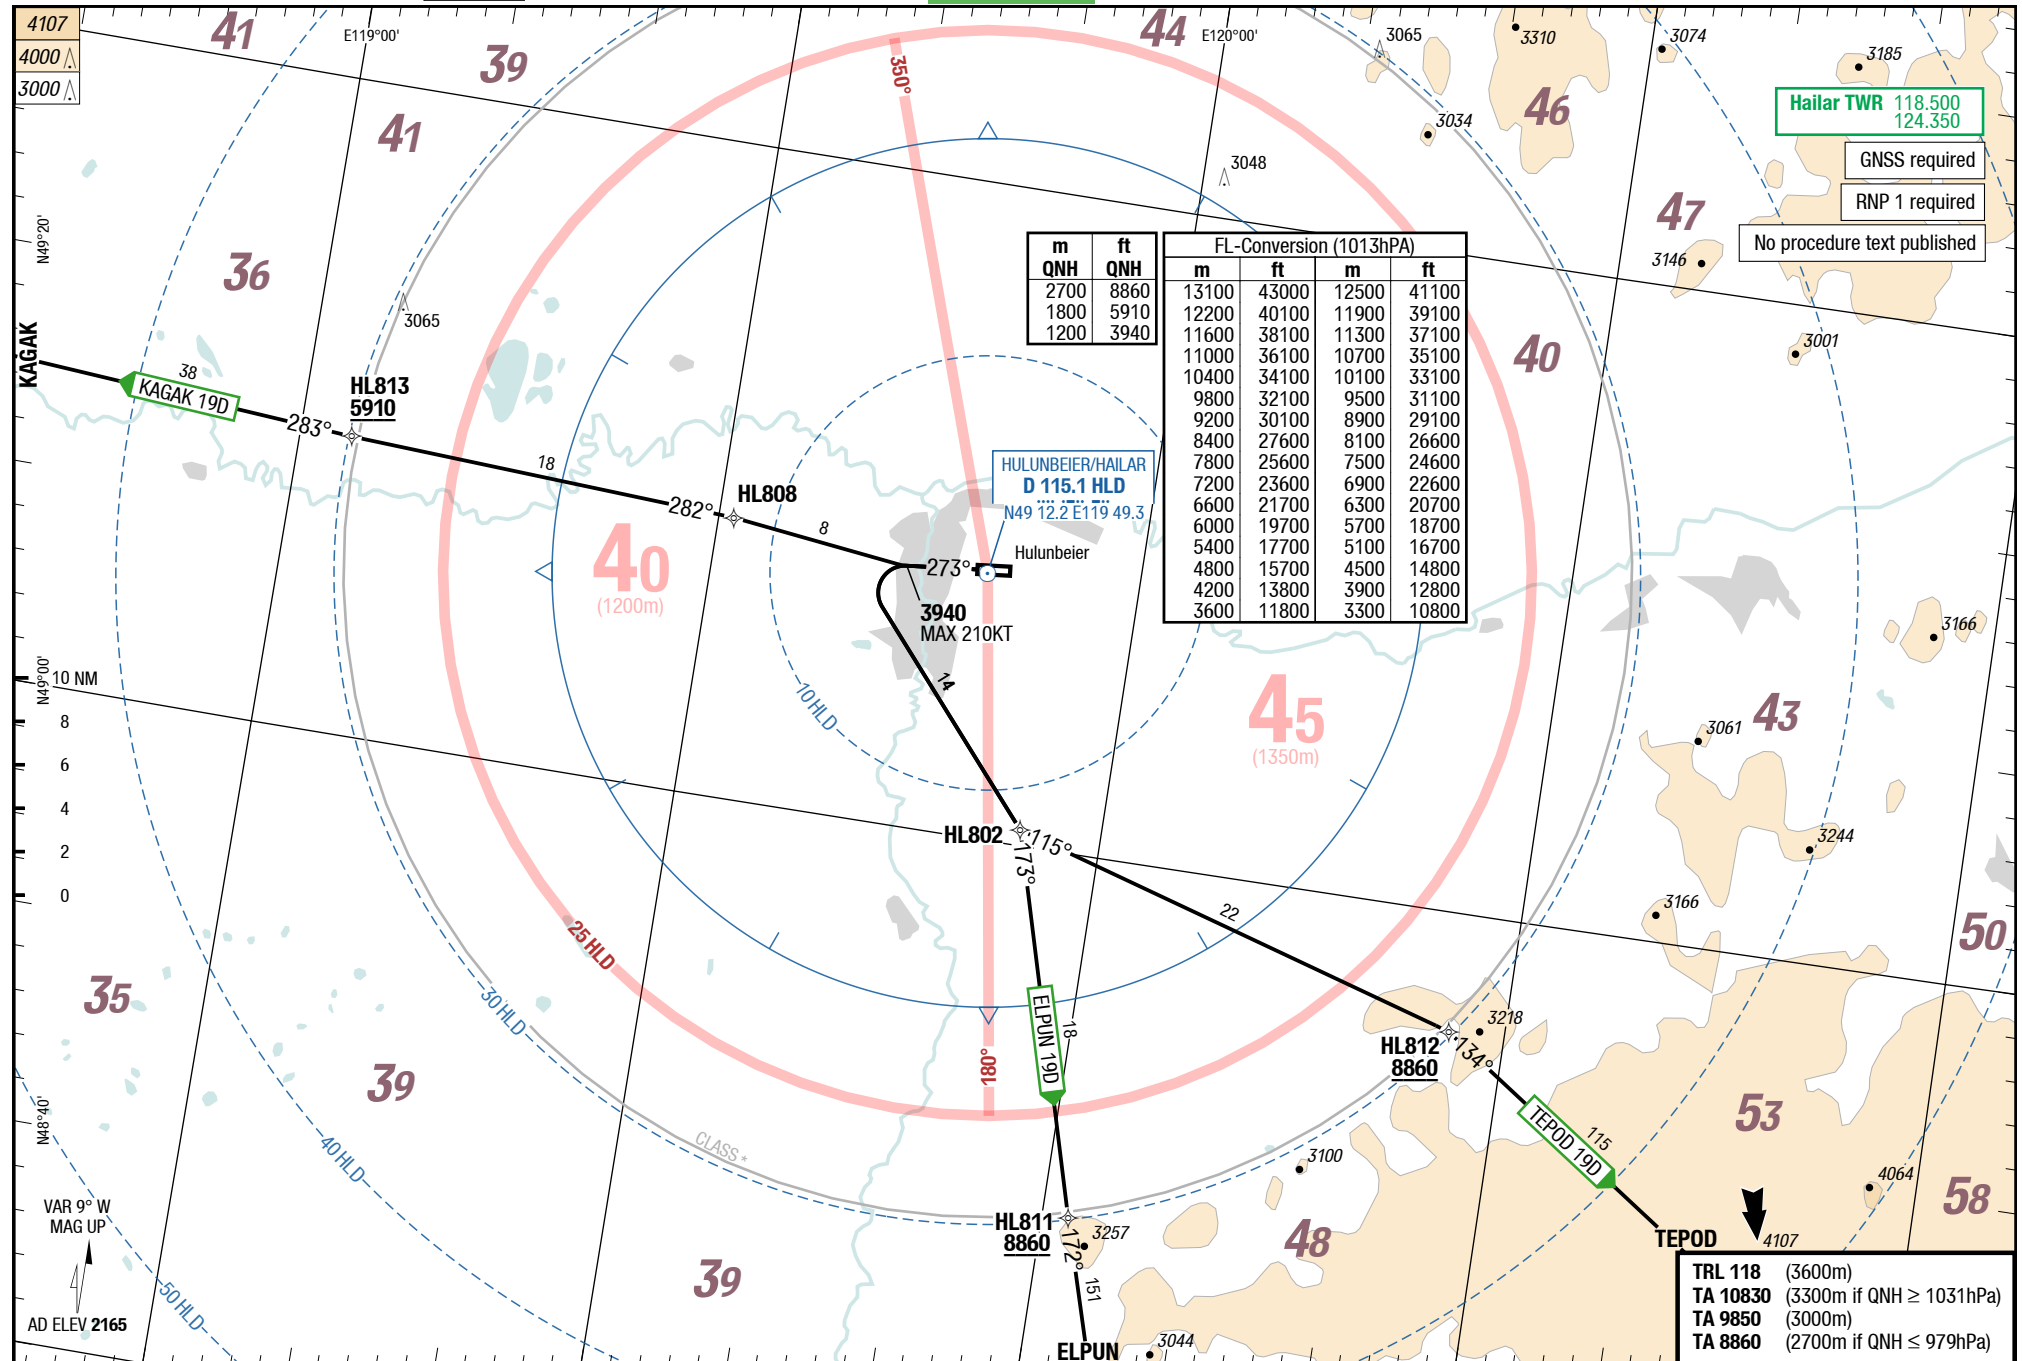 4107
4000
3000
41
39
41
36
E119°00'
44
E120°00'
3065
3310
3074
3185
46
3034
3048
Hailar TWR 118.500
124.350
GNSS required
RNP 1 required
No procedure text published
47
3146
3001
40
N49°20'
3065
m ft
QNH QNH
2700 8860
1800 5910
1200 3940
FL-Conversion (1013hPA)
m ft m ft
13100 43000 12500 41100
12200 40100 11900 39100
11600 38100 11300 37100
11000 36100 10700 35100
10400 34100 10100 33100
9800 32100 9500 31100
9200 30100 8900 29100
8400 27600 8100 26600
7800 25600 7500 24600
7200 23600 6900 22600
6600 21700 6300 20700
6000 19700 5700 18700
5400 17700 5100 16700
4800 15700 4500 14800
4200 13800 3900 12800
3600 11800 3300 10800
350°
KAGAK
38
KAGAK 19D
283°
HL813
5910
18
282°
HL808
8
273°
HULUNBEIER/HAILAR
D 115.1 HLD
N49 12.2 E119 49.3
Hulunbeier
3940
MAX 210KT
40
(1200m)
45
(1350m)
14
10 HLD
3166
43
3061
3244
3166
50
N49°00'
10 NM
8
6
4
2
0
HL802
115°
173°
22
25 HLD
30 HLD
40 HLD
50 HLD
35
39
39
CLASS *
180°
ELPUN 19D
18
HL812
8860
3218
134°
TEPOD 19D
115
53
4064
58
3100
48
HL811
8860
3257
172°
151
ELPUN
3044
TEPOD
4107
N48°40'
VAR 9° W
MAG UP
AD ELEV 2165
TRL 118 (3600m)
TA 10830 (3300m if QNH ≥ 1031hPa)
TA 9850 (3000m)
TA 8860 (2700m if QNH ≤ 979hPa)